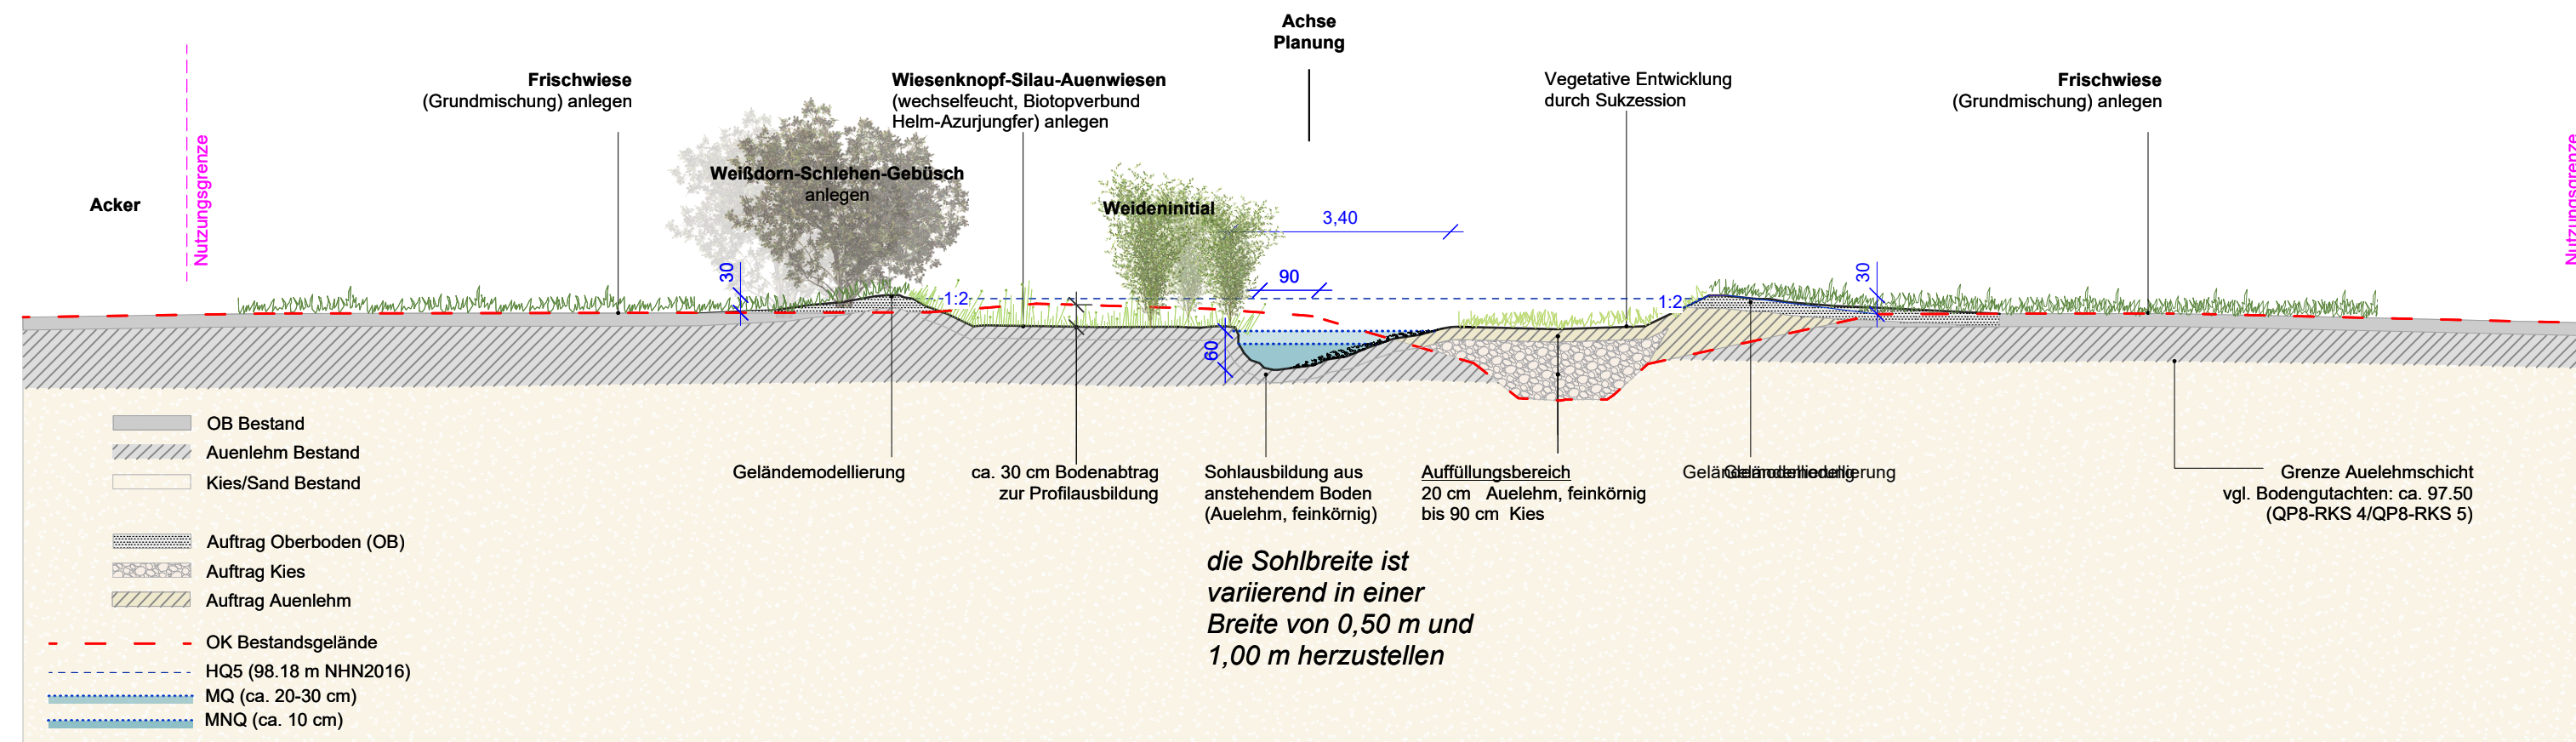 Achse
Planung
Frischwiese
(Grundmischung) anlegen
Wiesenknopf-Silau-Auenwiesen
(wechselfeucht, Biotopverbund
Helm-Azurjungfer) anlegen
Vegetative Entwicklung
durch Sukzession
Frischwiese
(Grundmischung) anlegen
Nutzungsgrenze
Nutzungsgrenze
Acker
Weißdorn-Schlehen-Gebüsch
anlegen
Weideninitial
3,40
30
90
30
1:2
1:2
60
OB Bestand
Auenlehm Bestand
Kies/Sand Bestand
Auftrag Oberboden (OB)
Auftrag Kies
Auftrag Auenlehm
OK Bestandsgelände
HQ5 (98.18 m NHN2016)
MQ (ca. 20-30 cm)
MNQ (ca. 10 cm)
Geländemodellierung
ca. 30 cm Bodenabtrag
zur Profilausbildung
Sohlausbildung aus
anstehendem Boden
(Auelehm, feinkörnig)
Auffüllungsbereich
20 cm Auelehm, feinkörnig
bis 90 cm Kies
Geländemodellierung
Geländemodellierung
Grenze Auelehmschicht
vgl. Bodengutachten: ca. 97.50
(QP8-RKS 4/QP8-RKS 5)
die Sohlbreite ist
variierend in einer
Breite von 0,50 m und
1,00 m herzustellen